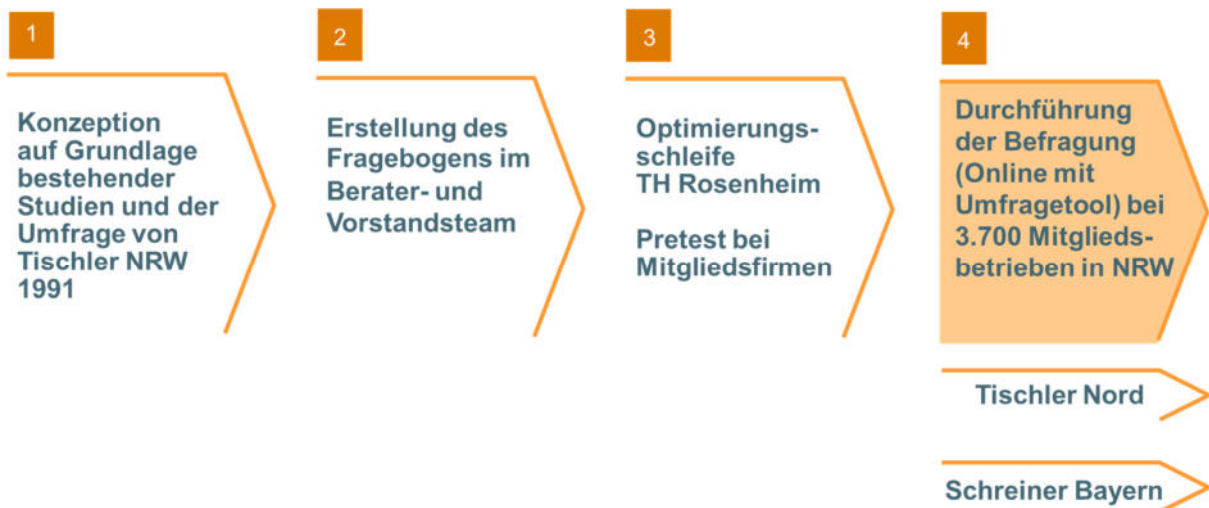 1
Konzeption
auf Grundlage
bestehender
Studien und der
Umfrage von
Tischler NRW
1991
2
Erstellung des
Fragebogens im
Berater- und
Vorstandsteam
3
Optimierungs-
schleife
TH Rosenheim
Pretest bei
Mitgliedsfirmen
4
Durchführung
der Befragung
(Online mit
Umfragetool) bei
3.700 Mitglieds-
betrieben in NRW
Tischler Nord
Schreiner Bayern